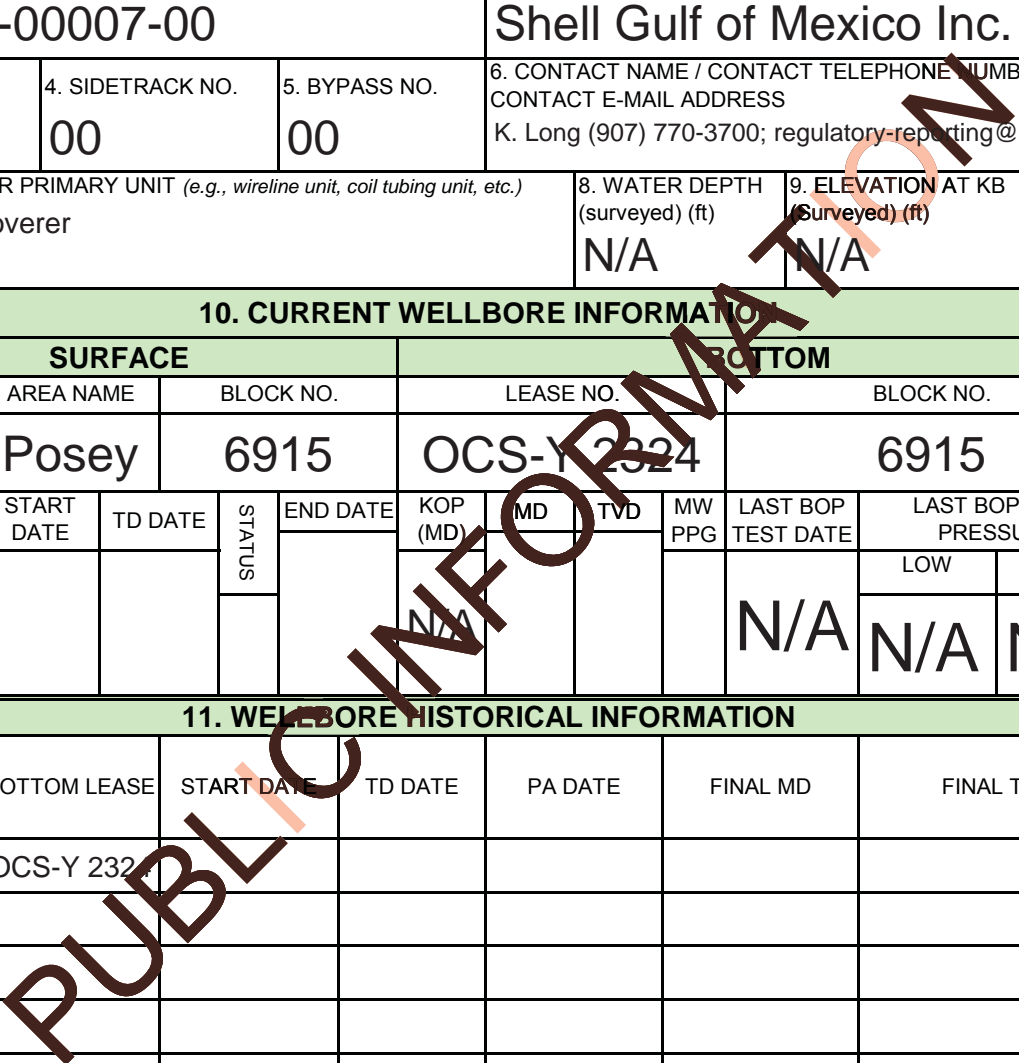 -00007-00
Shell Gulf of Mexico Inc.
4. SIDETRACK NO.
00
5. BYPASS NO.
00
6. CONTACT NAME / CONTACT TELEPHONE NUMB
CONTACT E-MAIL ADDRESS
K. Long (907) 770-3700; regulatory-reporting@
R PRIMARY UNIT (e.g., wireline unit, coil tubing unit, etc.)
overer
8. WATER DEPTH
(surveyed) (ft)
N/A
9. ELEVATION AT KB
(Surveyed) (ft)
N/A
10. CURRENT WELLBORE INFORMATION
SURFACE
BOTTOM
AREA NAME
BLOCK NO.
LEASE NO.
BLOCK NO.
Posey
6915
OCS-Y 2324
6915
START
DATE
TD DATE
STATUS
END DATE
KOP
(MD)
MD
TVD
MW
PPG
LAST BOP
TEST DATE
LAST BOP
PRESSU
LOW
N/A
N/A
N/A
N
11. WELLBORE HISTORICAL INFORMATION
OTTOM LEASE
START DATE
TD DATE
PA DATE
FINAL MD
FINAL T
OCS-Y 2324
PUBLIC INFORMATION